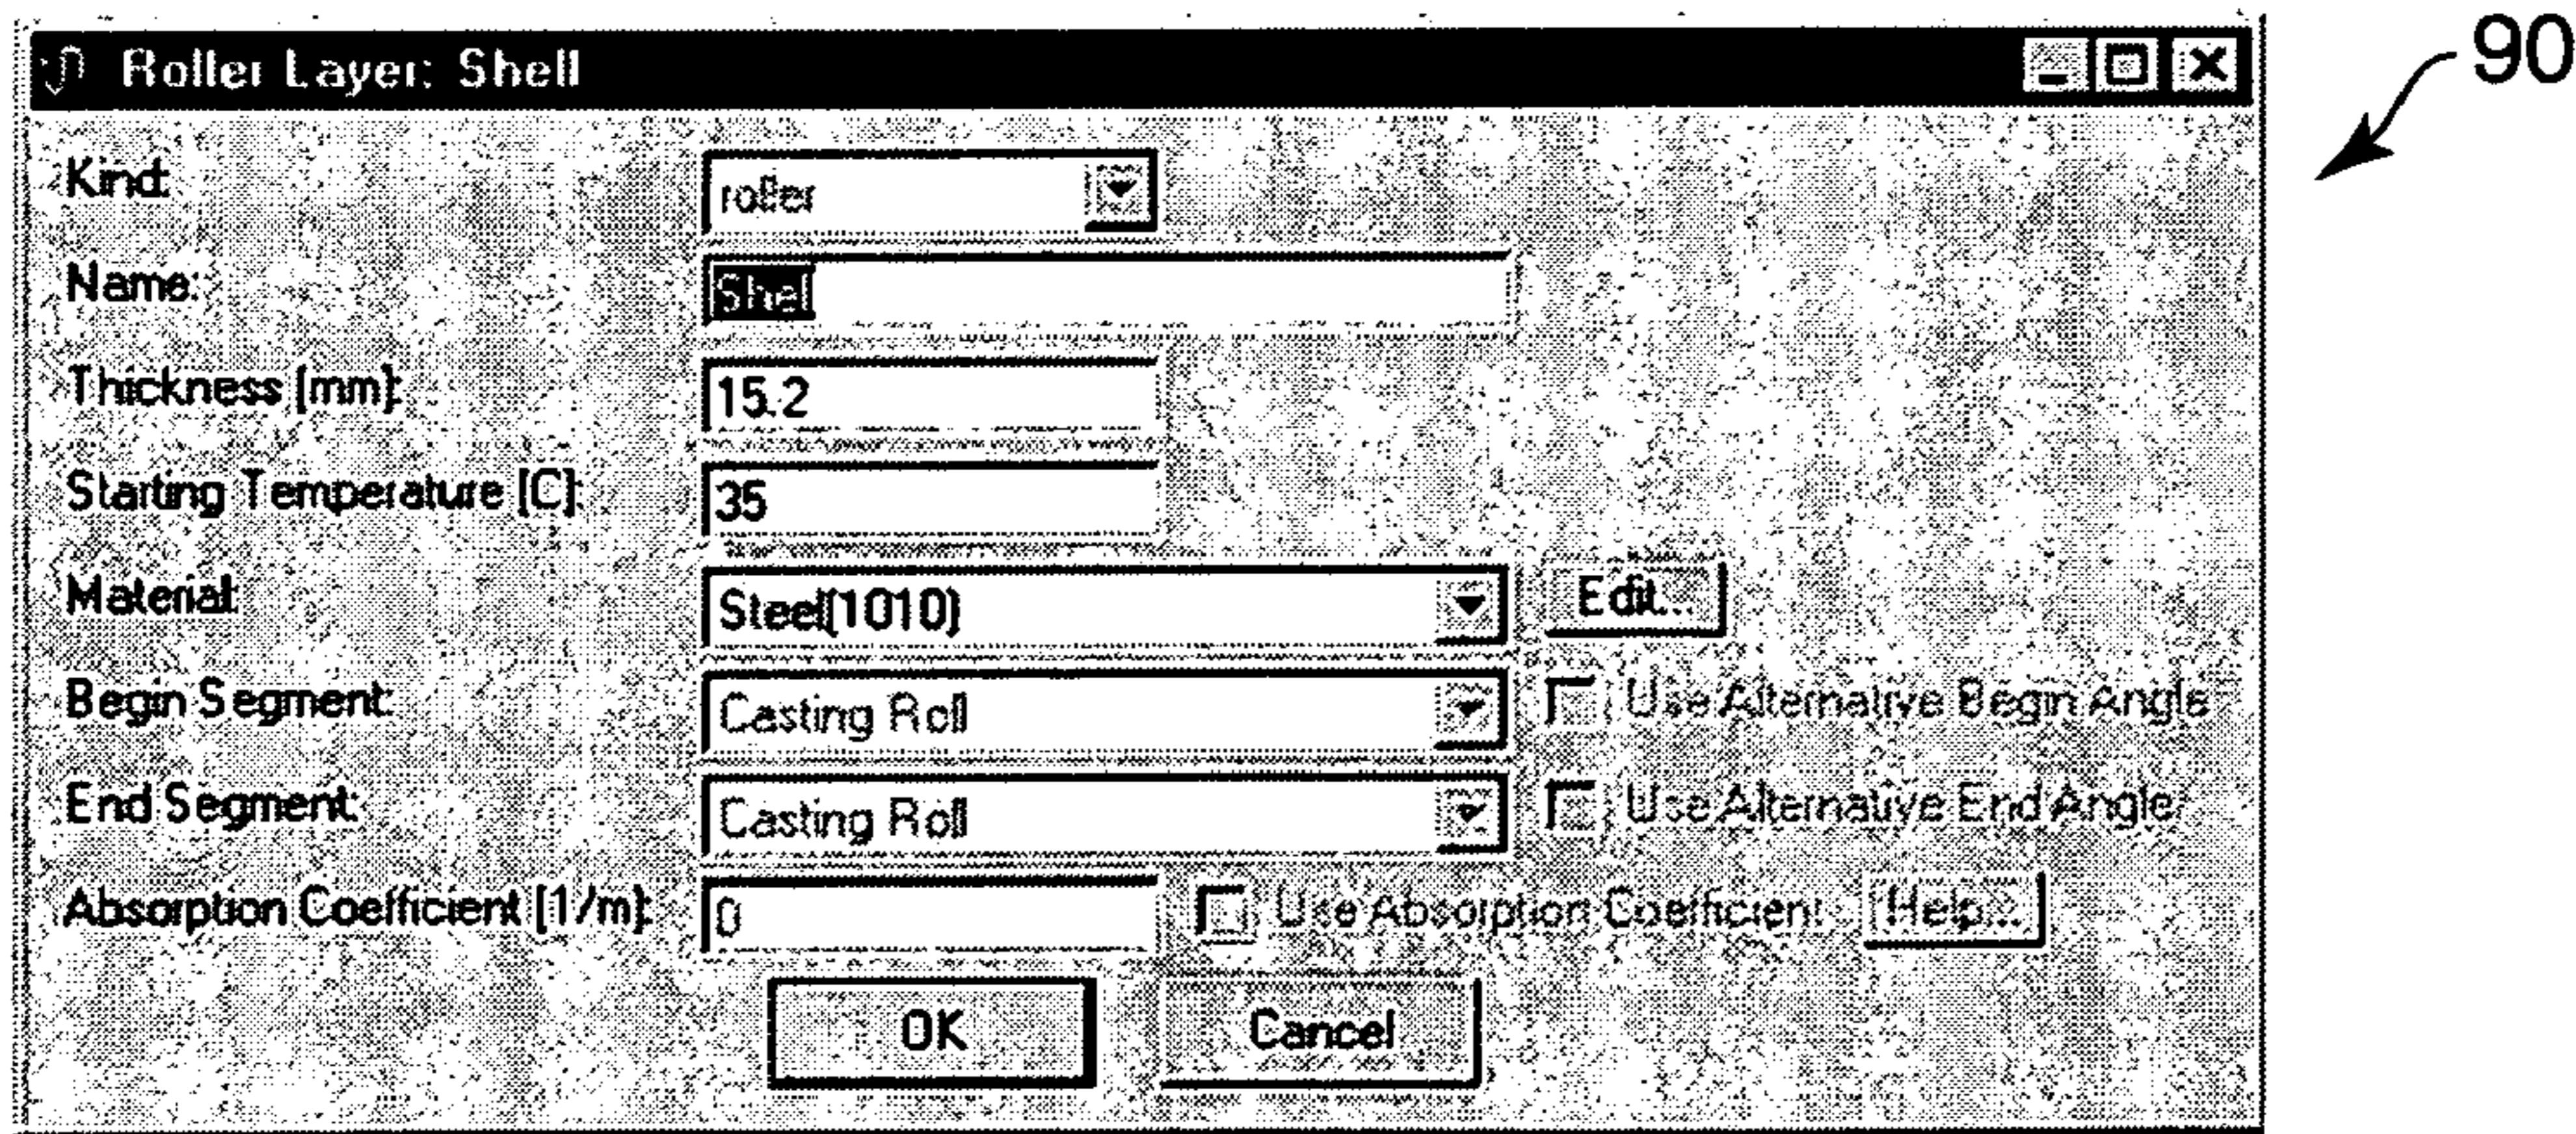 Roller Layer: Shell
90
Kind: roller
Name: Shell
Thickness [mm]: 15.2
Starting Temperature [C]: 35
Material: Steel(1010) Edit...
Begin Segment: Casting Roll Use Alternative Begin Angle
End Segment: Casting Roll Use Alternative End Angle
Absorption Coefficient [1/m]: 0 Use Absorption Coefficient Help...
OK Cancel